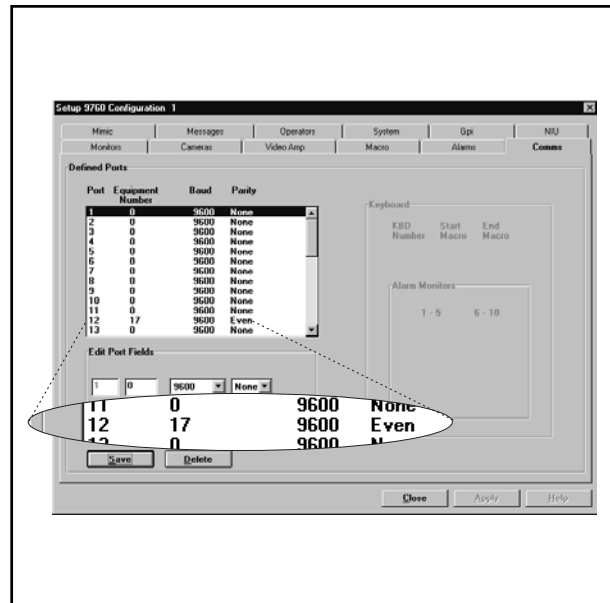 Setup 9760 Configuration 1
Mimic Messages Operators System Gpi NIU
Monitors Cameras Video Amp Macro Alarms Comms
Defined Ports
Port Equipment Number Baud Parity
1 0 9600 None
2 0 9600 None
3 0 9600 None
4 0 9600 None
5 0 9600 None
6 0 9600 None
7 0 9600 None
8 0 9600 None
9 0 9600 None
10 0 9600 None
11 0 9600 None
12 17 9600 Even
13 0 9600 None
Keyboard
KBD Number Start Macro End Macro
Alarm Monitors
1 - 5 6 - 10
Edit Port Fields
1 0 9600 None
11 0 9600 None
12 17 9600 Even
13 0 9600
Save Delete
Close Apply Help